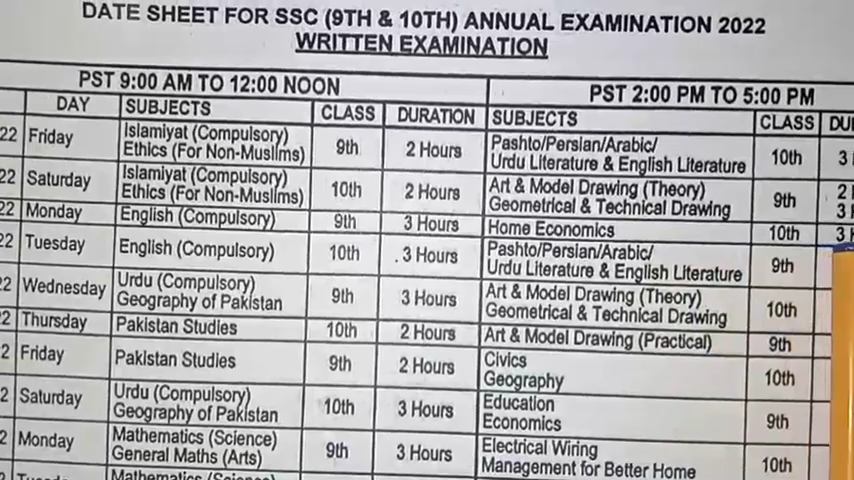 DATE SHEET FOR SSC (9TH & 10TH) ANNUAL EXAMINATION 2022
WRITTEN EXAMINATION
PST 9:00 AM TO 12:00 NOON PST 2:00 PM TO 5:00 PM
DAY SUBJECTS CLASS DURATION SUBJECTS CLASS
22 Friday Islamiyat (Compulsory) 9th 2 Hours Pashto/Persian/Arabic/ 10th 3
Ethics (For Non-Muslims) Urdu Literature & English Literature
22 Saturday Islamiyat (Compulsory) 10th 2 Hours Art & Model Drawing (Theory) 9th 2
Ethics (For Non-Muslims) Geometrical & Technical Drawing 3
22 Monday English (Compulsory) 9th 3 Hours Home Economics 10th 3
22 Tuesday English (Compulsory) 10th 3 Hours Pashto/Persian/Arabic/ 9th
Urdu Literature & English Literature
22 Wednesday Urdu (Compulsory) 9th 3 Hours Art & Model Drawing (Theory) 10th
Geography of Pakistan Geometrical & Technical Drawing
22 Thursday Pakistan Studies 10th 2 Hours Art & Model Drawing (Practical) 9th
2 Friday Pakistan Studies 9th 2 Hours Civics 10th
Geography
2 Saturday Urdu (Compulsory) 10th 3 Hours Education 9th
Geography of Pakistan Economics
2 Monday Mathematics (Science) 9th 3 Hours Electrical Wiring 10th
General Maths (Arts) Management for Better Home